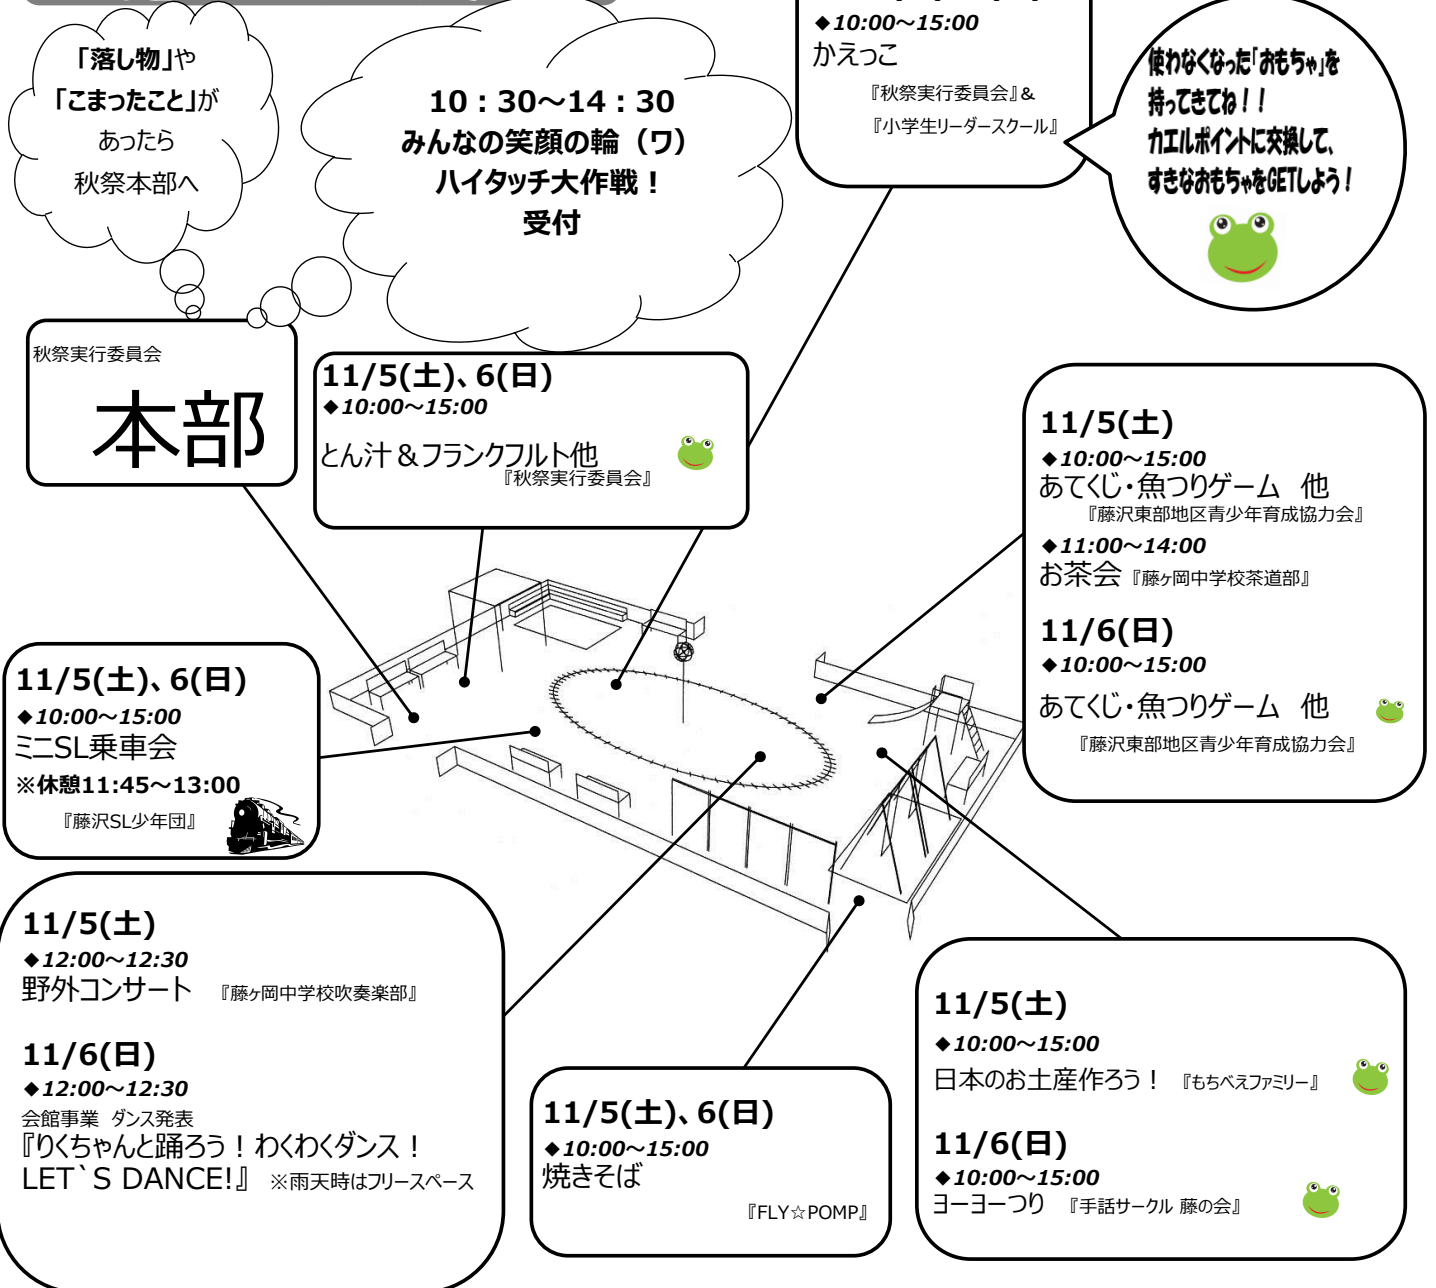 「落し物」や
「こまったこと」が
あったら
秋祭本部へ
10：30～14：30
みんなの笑顔の輪（ワ）
ハイタッチ大作戦！
受付
◆10:00～15:00
かえっこ
『秋祭実行委員会』&
『小学生リーダースクール』
使わなくなった「おもちゃ」を
持ってきてね！！
カエルポイントに交換して、
すきなおもちゃをGETしよう！
秋祭実行委員会
本部
11/5(土)、6(日)
◆10:00～15:00
とん汁＆フランクフルト他
『秋祭実行委員会』
11/5(土)
◆10:00～15:00
あてくじ・魚つりゲーム　他
『藤沢東部地区青少年育成協力会』
◆11:00～14:00
お茶会『藤ヶ岡中学校茶道部』
11/6(日)
◆10:00～15:00
あてくじ・魚つりゲーム　他
『藤沢東部地区青少年育成協力会』
11/5(土)、6(日)
◆10:00～15:00
ミニSL乗車会
※休憩11:45～13:00
『藤沢SL少年団』
11/5(土)
◆12:00～12:30
野外コンサート　『藤ヶ岡中学校吹奏楽部』
11/6(日)
◆12:00～12:30
会館事業 ダンス発表
『りくちゃんと踊ろう！わくわくダンス！
LET`S DANCE!』　※雨天時はフリースペース
11/5(土)、6(日)
◆10:00～15:00
焼きそば
『FLY☆POMP』
11/5(土)
◆10:00～15:00
日本のお土産作ろう！　『もちべえファミリー』
11/6(日)
◆10:00～15:00
ヨーヨーつり　『手話サークル 藤の会』